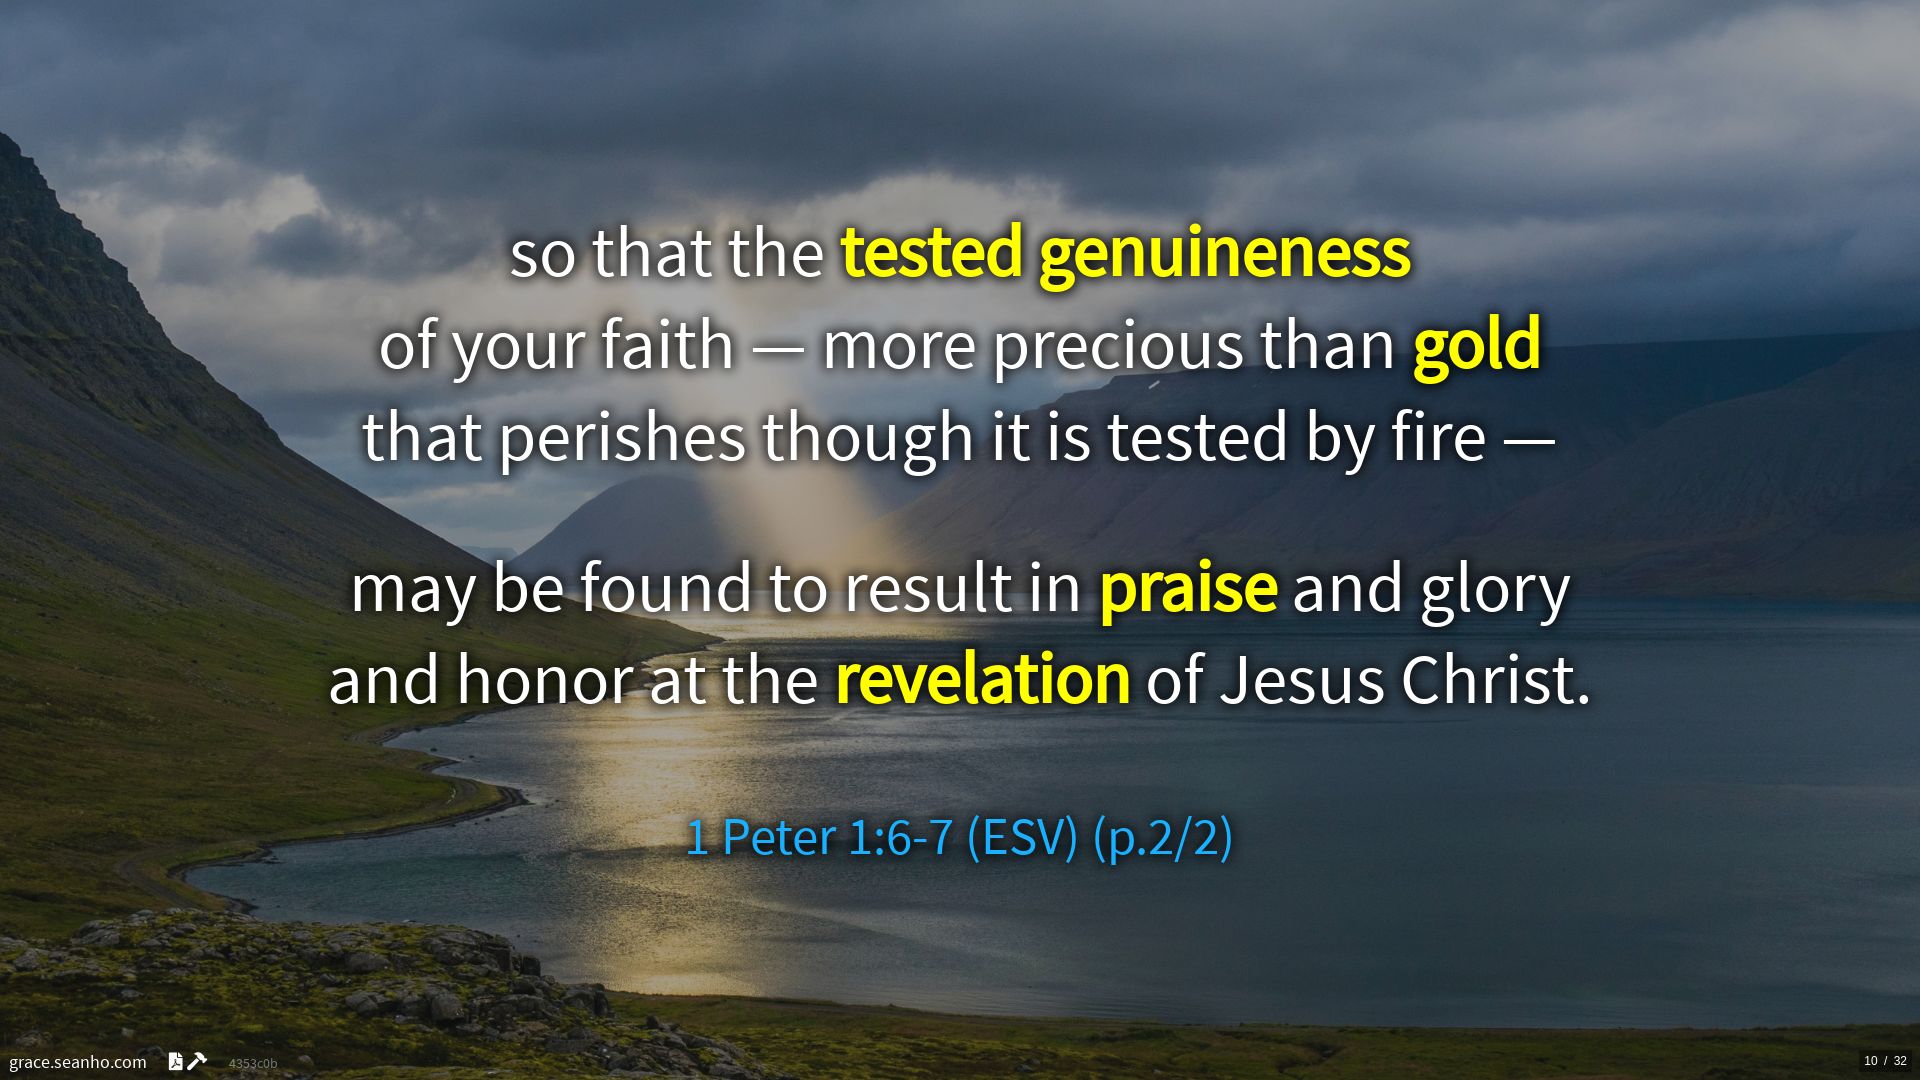 so that the tested genuineness
of your faith — more precious than gold
that perishes though it is tested by fire —
may be found to result in praise and glory
and honor at the revelation of Jesus Christ.
1 Peter 1:6-7 (ESV) (p.2/2)
grace.seanho.com 4353c0b
10 / 32